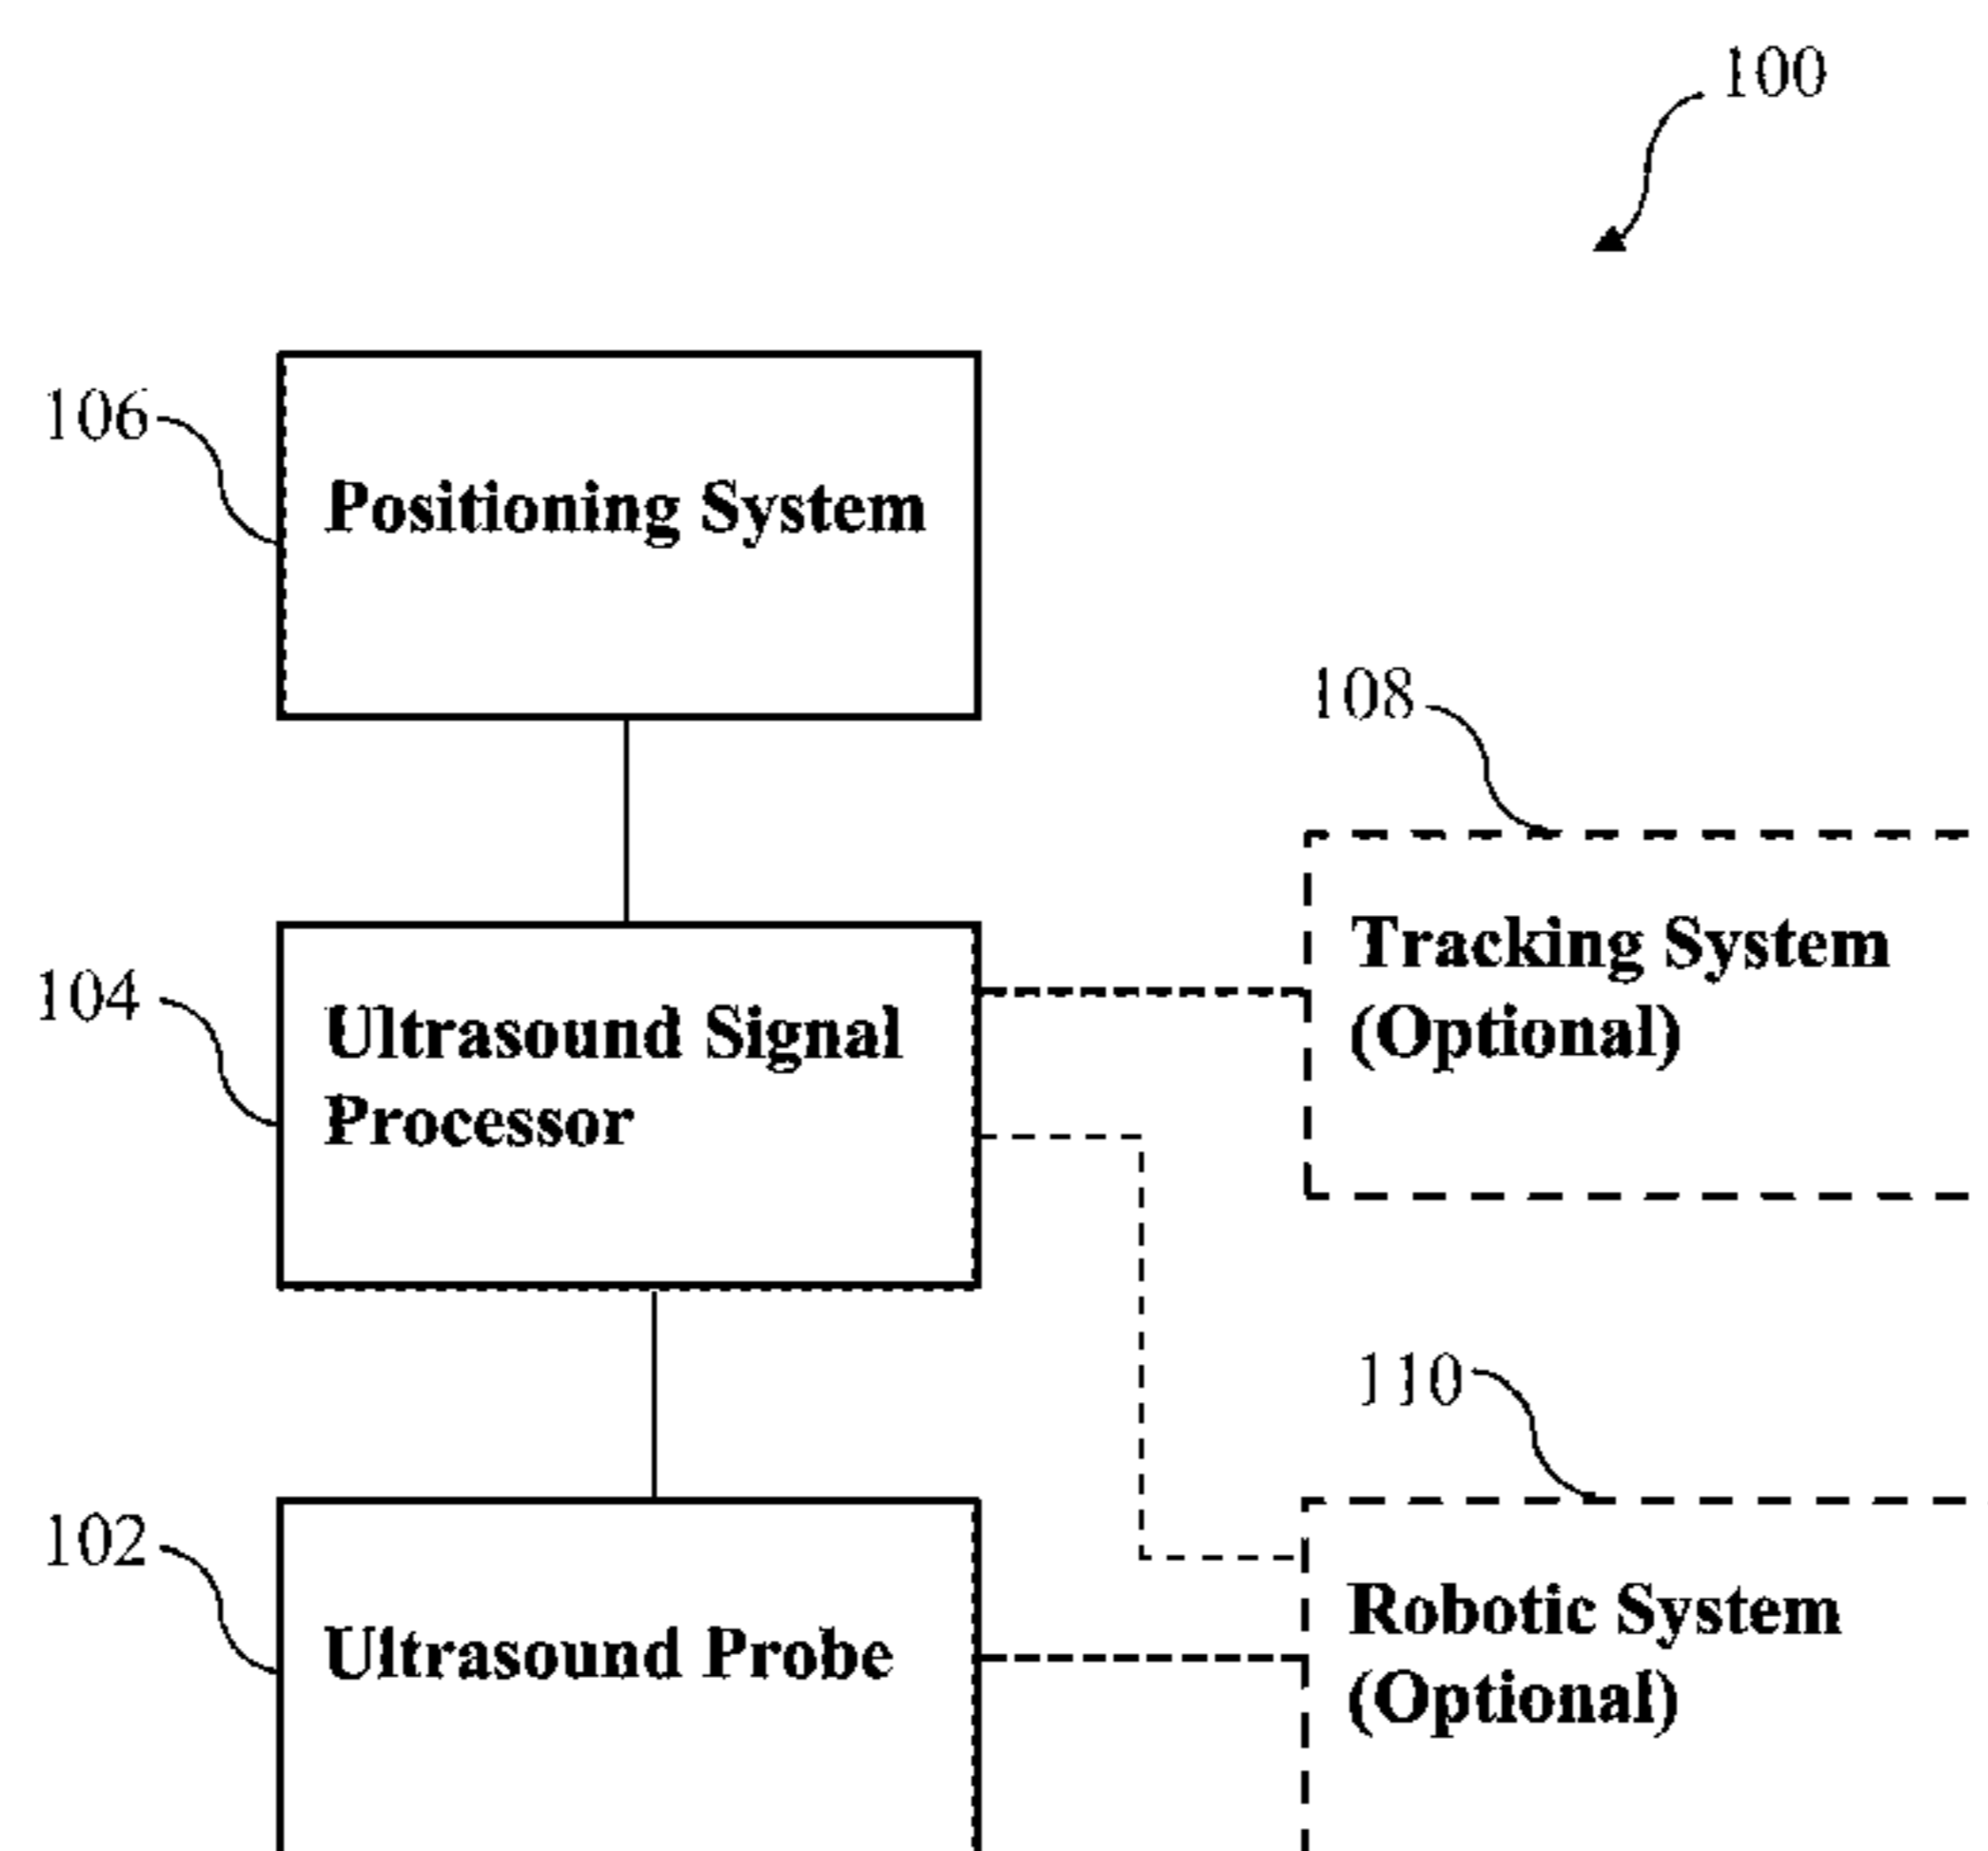 100
106
Positioning System
108
Tracking System
(Optional)
104
Ultrasound Signal
Processor
110
102
Ultrasound Probe
Robotic System
(Optional)